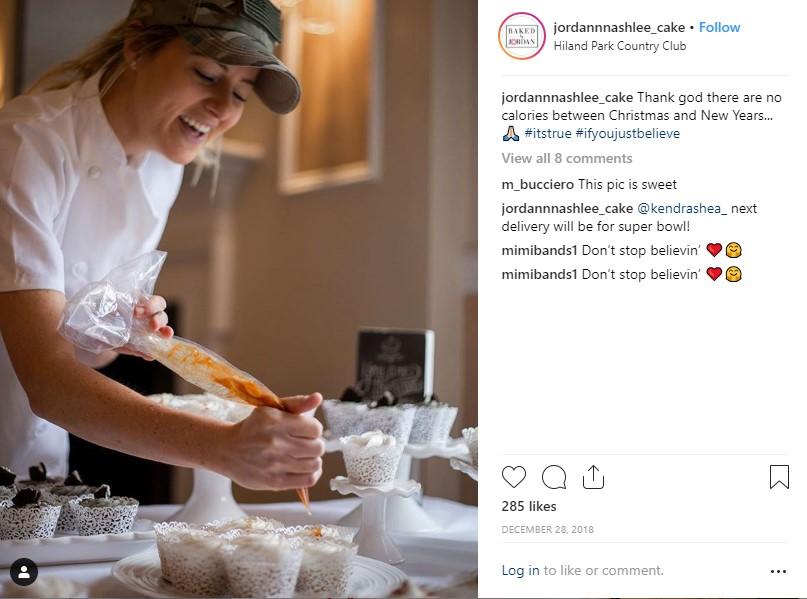 BAKED
by
JORDAN
jordannnashlee_cake • Follow
Hiland Park Country Club
jordannnashlee_cake Thank god there are no
calories between Christmas and New Years...
🙏🏻 #itstrue #ifyoujustbelieve
View all 8 comments
m_bucciero This pic is sweet
jordannnashlee_cake @kendrashea_ next
delivery will be for super bowl!
mimibands1 Don't stop believin' ❤️🤗
mimibands1 Don't stop believin' ❤️🤗
285 likes
DECEMBER 28, 2018
Log in to like or comment.